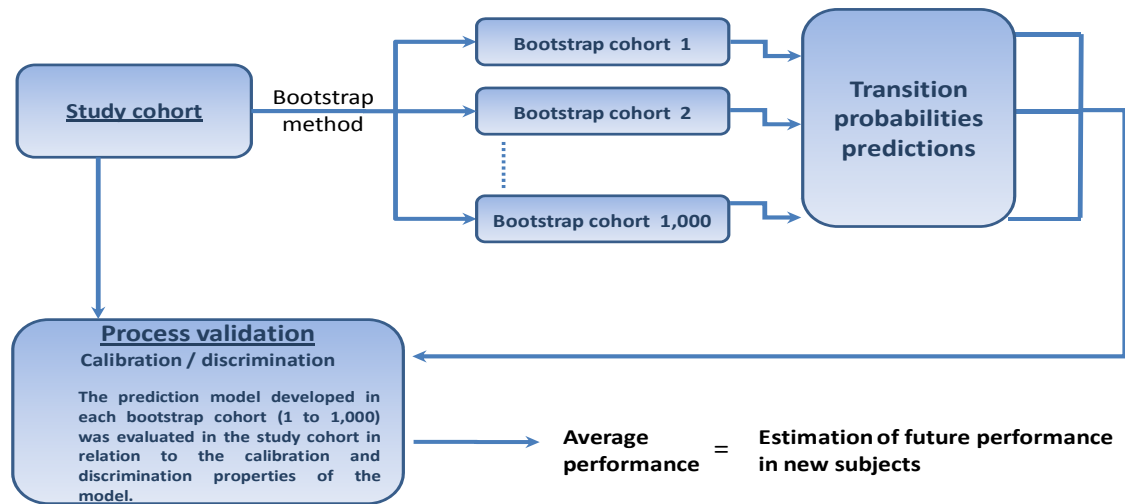 Study cohort
Bootstrap
method
Bootstrap cohort 1
Bootstrap cohort 2
Bootstrap cohort 1,000
Transition
probabilities
predictions
Process validation
Calibration / discrimination
The prediction model developed in
each bootstrap cohort (1 to 1,000)
was evaluated in the study cohort in
relation to the calibration and
discrimination properties of the
model.
Average
performance
=
Estimation of future performance
in new subjects